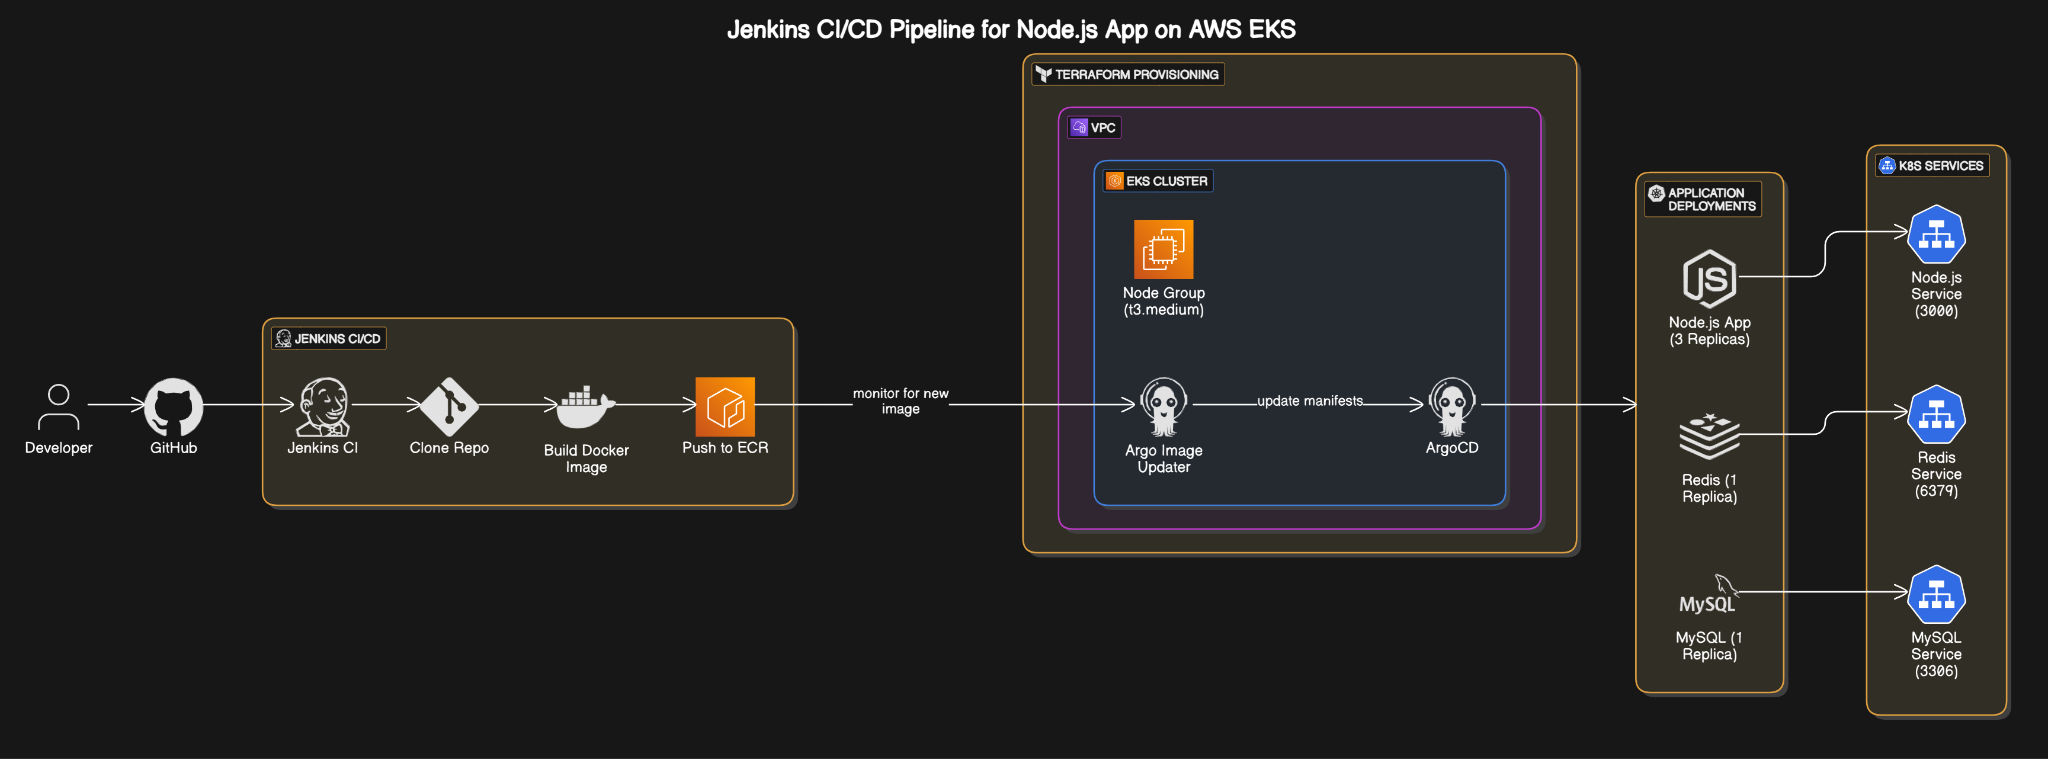 Jenkins CI/CD Pipeline for Node.js App on AWS EKS
TERRAFORM PROVISIONING
VPC
EKS CLUSTER
Node Group
(t3.medium)
JENKINS CI/CD
Developer
GitHub
Jenkins CI
Clone Repo
Build Docker
Image
Push to ECR
monitor for new
image
Argo Image
Updater
update manifests
ArgoCD
APPLICATION
DEPLOYMENTS
JS
Node.js App
(3 Replicas)
Redis (1
Replica)
MySQL
MySQL (1
Replica)
K8S SERVICES
Node.js
Service
(3000)
Redis
Service
(6379)
MySQL
Service
(3306)